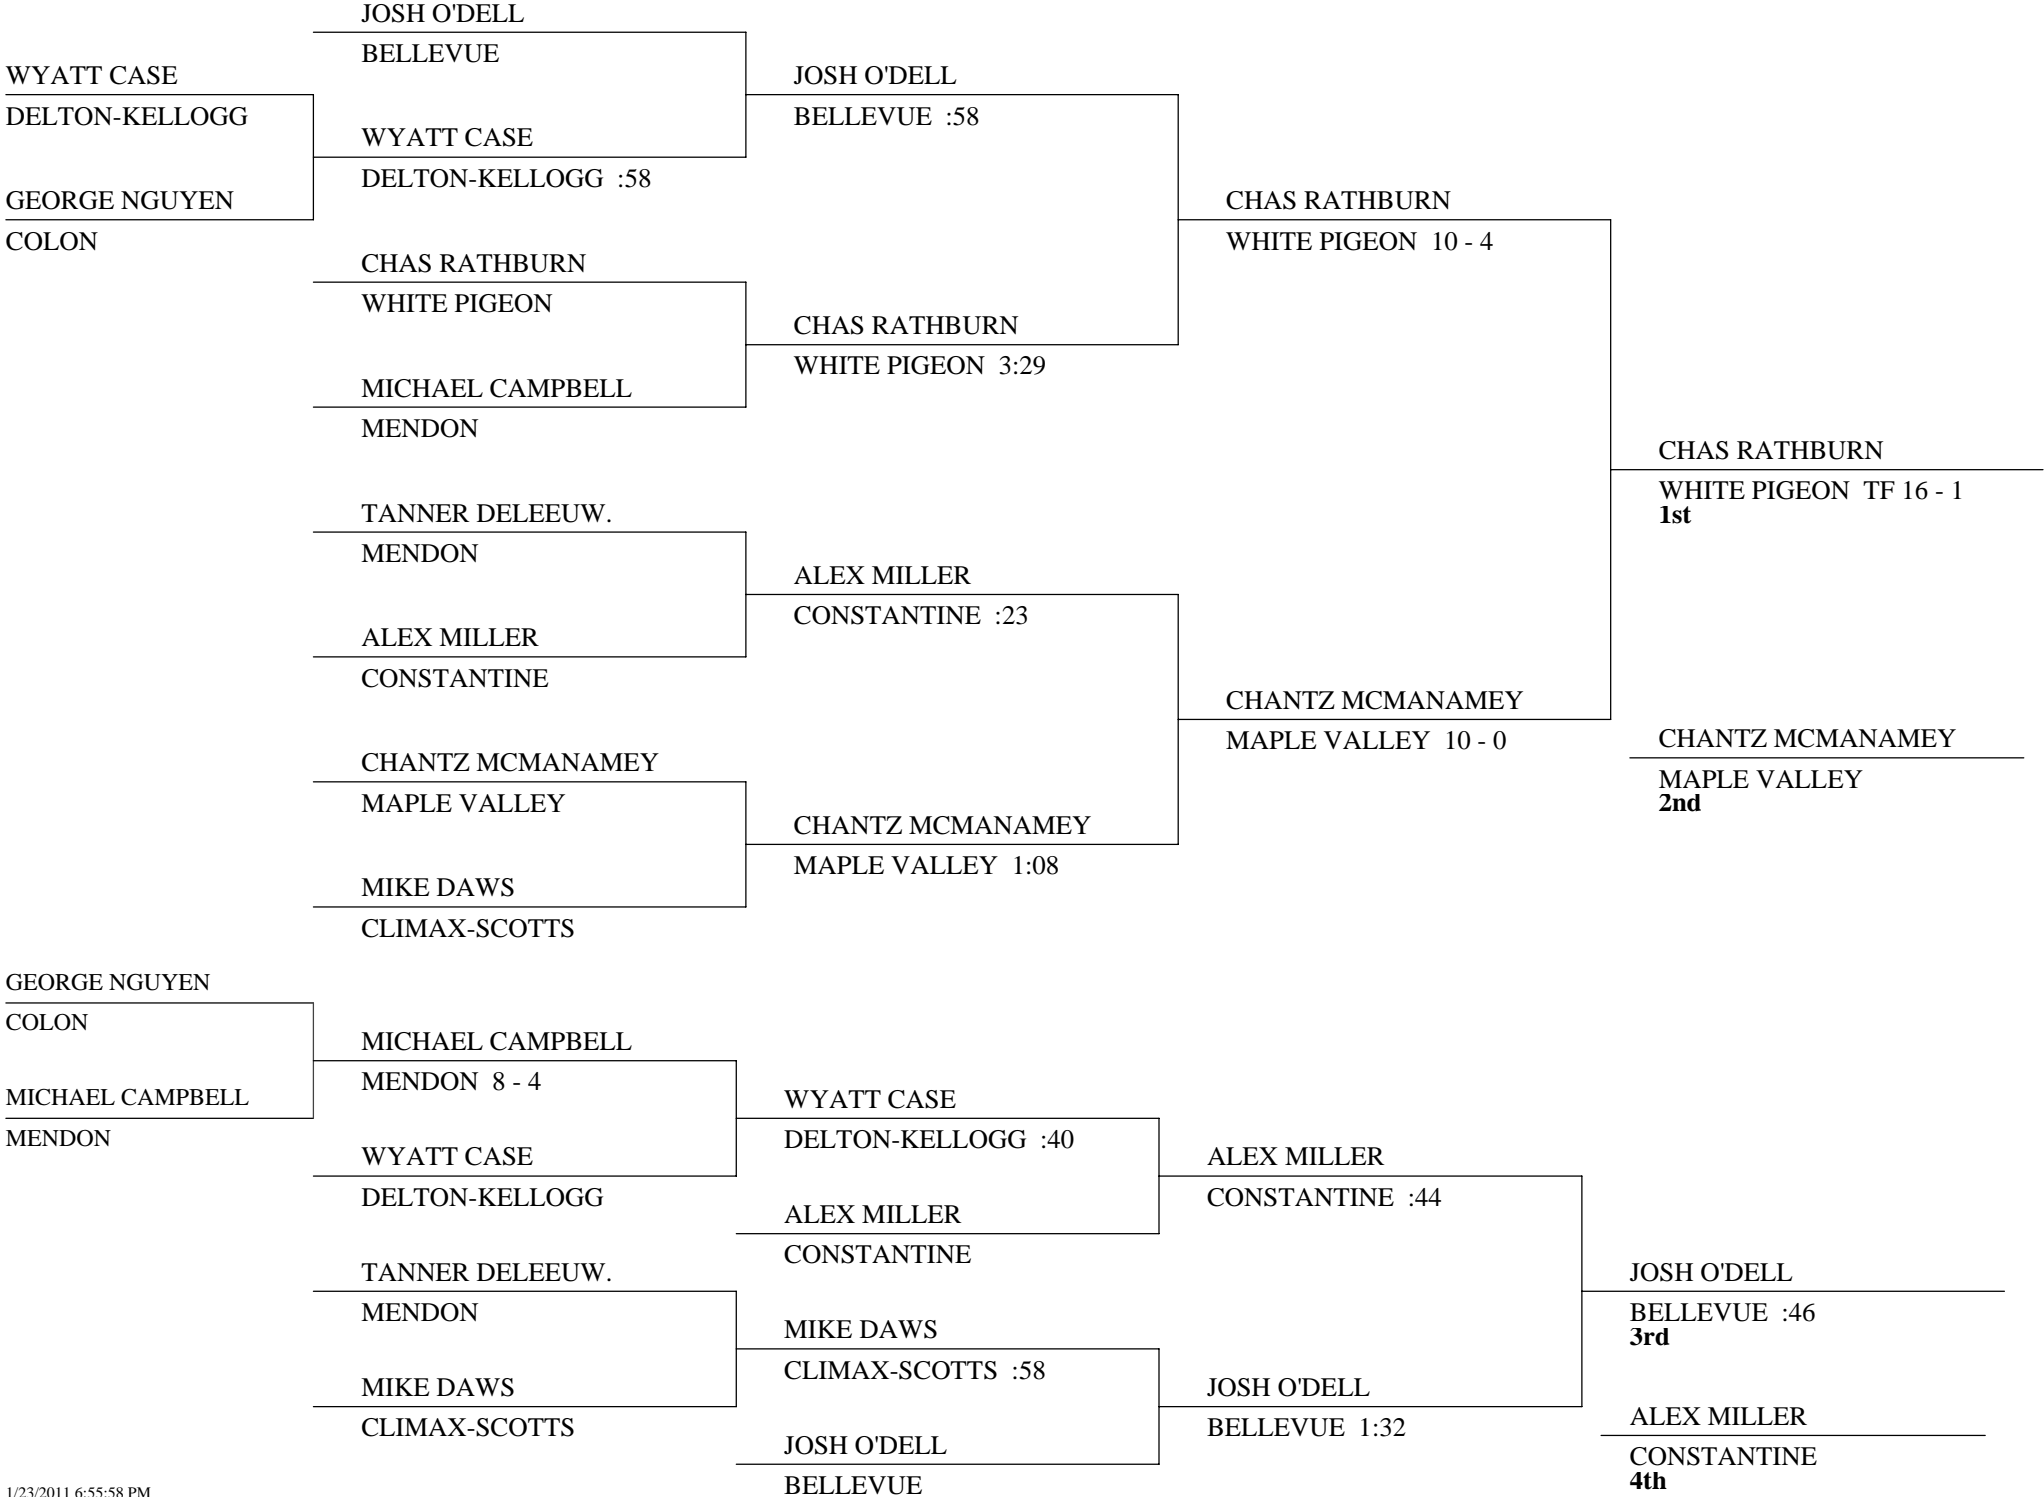 JOSH O'DELL
BELLEVUE
WYATT CASE
DELTON-KELLOGG
JOSH O'DELL
BELLEVUE :58
WYATT CASE
DELTON-KELLOGG :58
GEORGE NGUYEN
COLON
CHAS RATHBURN
WHITE PIGEON 10 - 4
CHAS RATHBURN
WHITE PIGEON
CHAS RATHBURN
WHITE PIGEON 3:29
MICHAEL CAMPBELL
MENDON
CHAS RATHBURN
WHITE PIGEON TF 16 - 1
1st
TANNER DELEEUW.
MENDON
ALEX MILLER
CONSTANTINE :23
ALEX MILLER
CONSTANTINE
CHANTZ MCMANAMEY
MAPLE VALLEY 10 - 0
CHANTZ MCMANAMEY
MAPLE VALLEY
2nd
CHANTZ MCMANAMEY
MAPLE VALLEY
CHANTZ MCMANAMEY
MAPLE VALLEY 1:08
MIKE DAWS
CLIMAX-SCOTTS
GEORGE NGUYEN
COLON
MICHAEL CAMPBELL
MENDON 8 - 4
MICHAEL CAMPBELL
MENDON
WYATT CASE
DELTON-KELLOGG :40
WYATT CASE
DELTON-KELLOGG
ALEX MILLER
CONSTANTINE :44
ALEX MILLER
CONSTANTINE
TANNER DELEEUW.
MENDON
JOSH O'DELL
BELLEVUE :46
3rd
MIKE DAWS
CLIMAX-SCOTTS :58
MIKE DAWS
CLIMAX-SCOTTS
JOSH O'DELL
BELLEVUE 1:32
ALEX MILLER
CONSTANTINE
4th
JOSH O'DELL
BELLEVUE
1/23/2011 6:55:58 PM